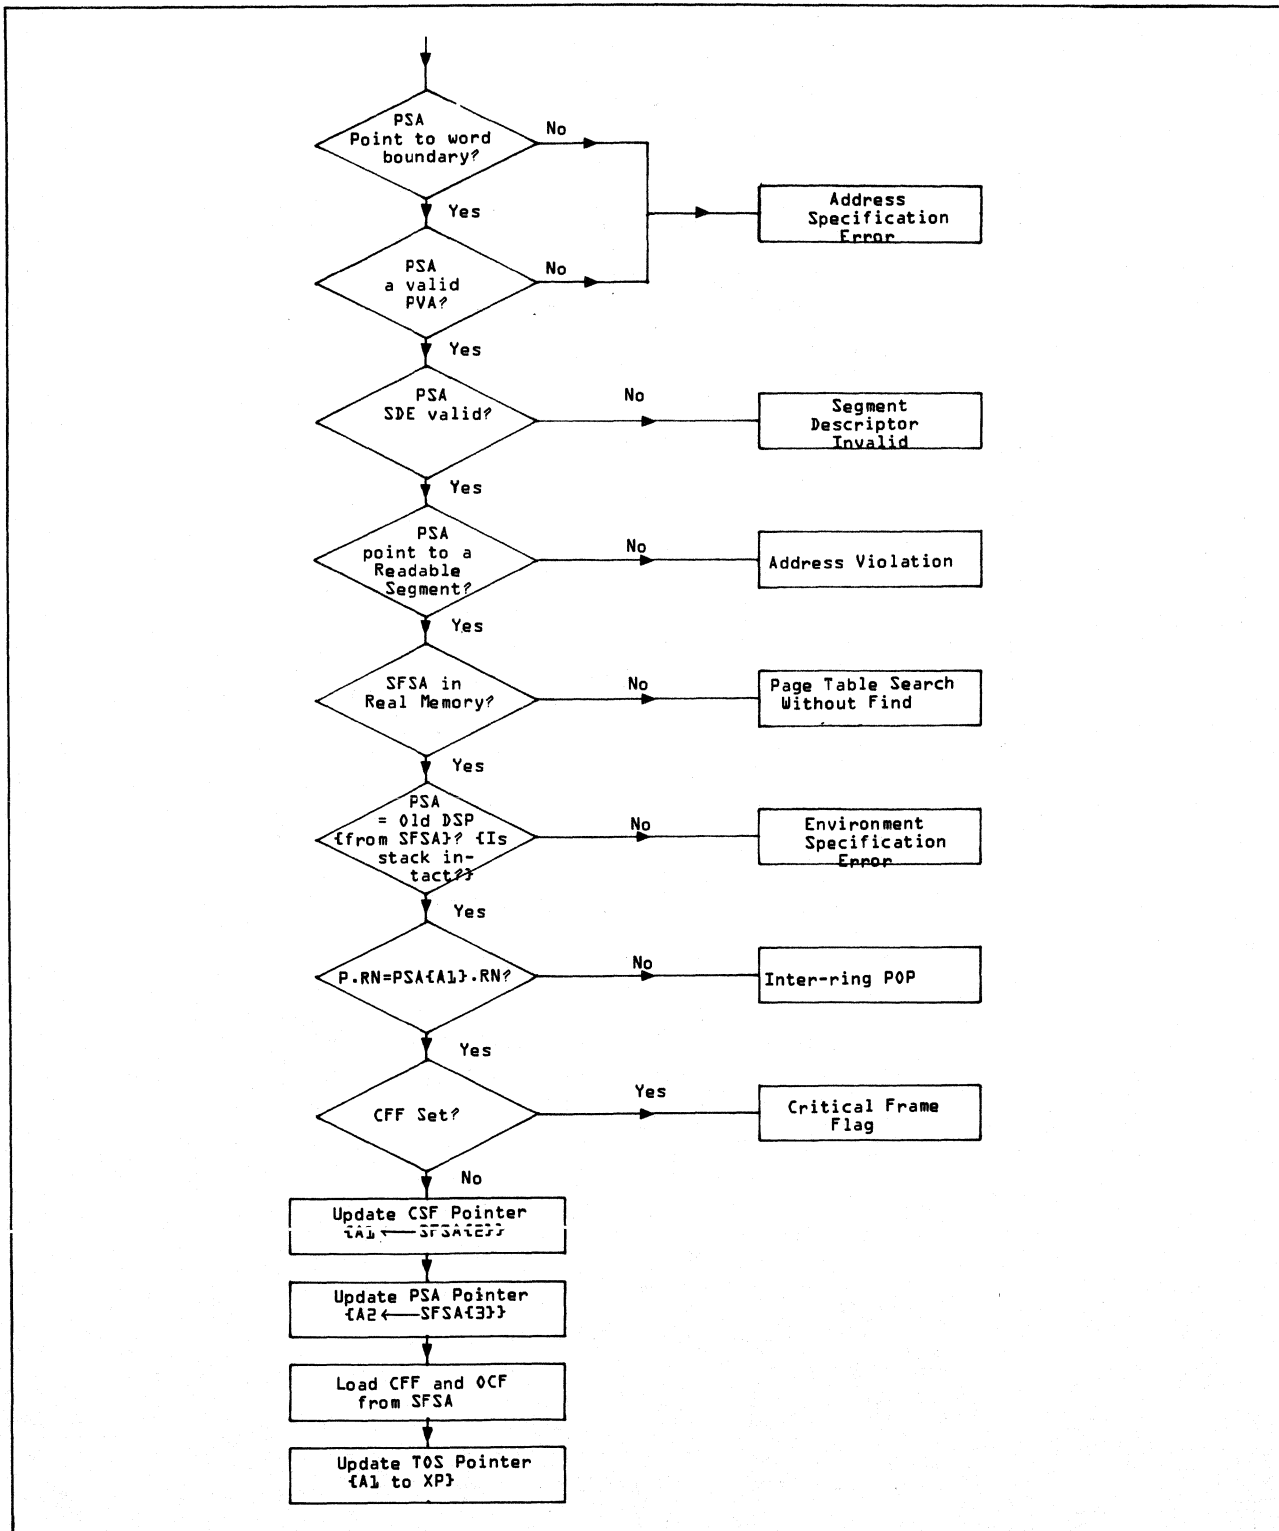 PSA
Point to word
boundary?
No
Yes
Address
Specification
Error
PSA
a valid
PVA?
No
Yes
PSA
SDE valid?
No
Segment
Descriptor
Invalid
Yes
PSA
point to a
Readable
Segment?
No
Address Violation
Yes
SFSA in
Real Memory?
No
Page Table Search
Without Find
Yes
PSA
= Old DSP
{from SFSA}? {Is
stack in-
tact?}
No
Environment
Specification
Error
Yes
P.RN=PSA{A1}.RN?
No
Inter-ring POP
Yes
CFF Set?
Yes
Critical Frame
Flag
No
Update CSF Pointer
{A1 ⟵ SFSA{2}}
Update PSA Pointer
{A2 ⟵ SFSA{3}}
Load CFF and OCF
from SFSA
Update TOS Pointer
{A1 to XP}